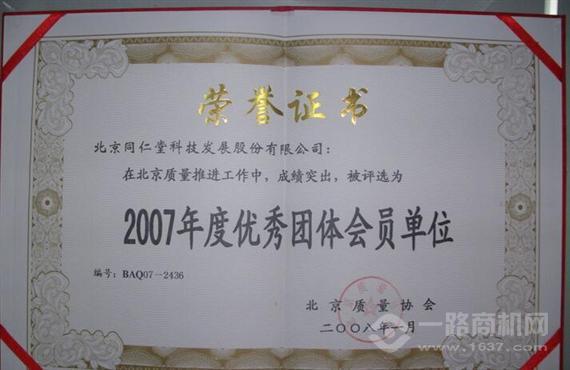 荣誉证书
北京同仁堂科技发展股份有限公司：
在北京质量推进工作中，成绩突出，被评选为
2007年度优秀团体会员单位
编号：BAQ07-2436
北京质量协会
二〇〇八年一月
一路商机网
www.1637.com